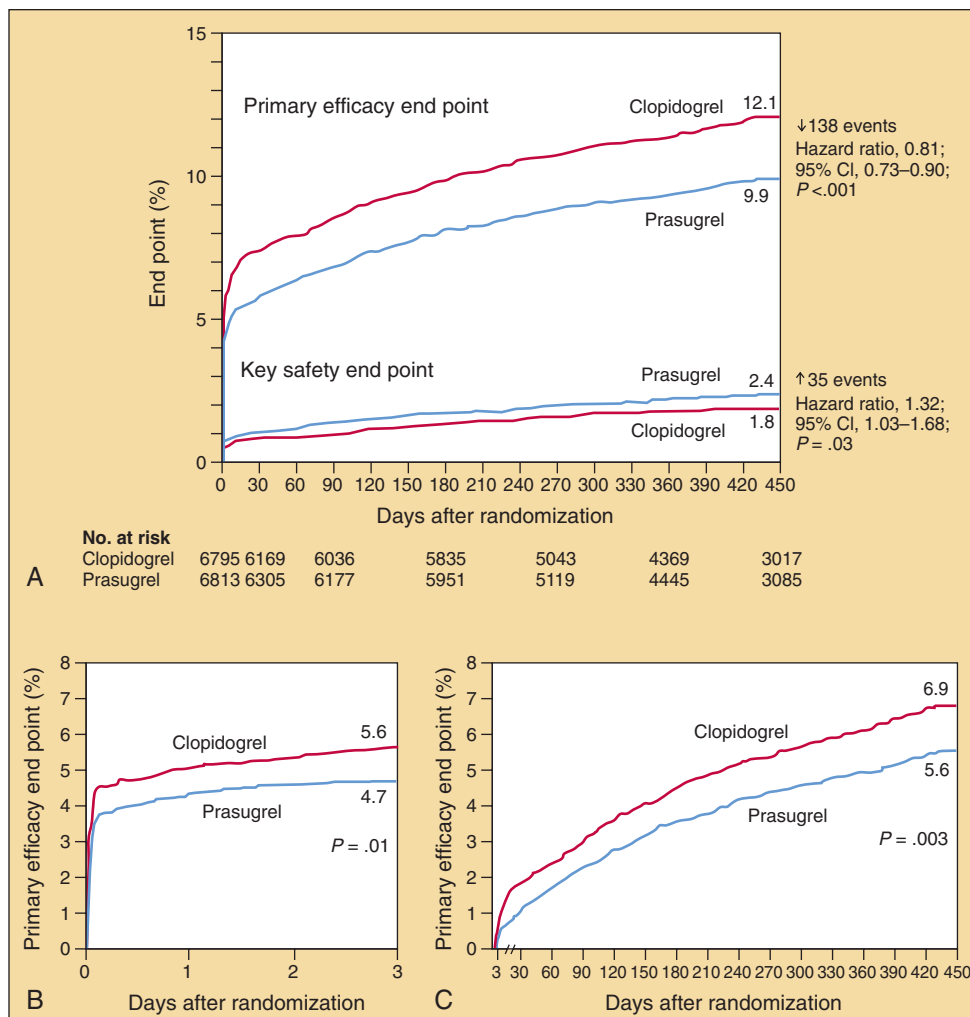 15
Primary efficacy end point
Clopidogrel
12.1
↓138 events
Hazard ratio, 0.81;
95% CI, 0.73–0.90;
P <.001
10
9.9
Prasugrel
End point (%)
5
Key safety end point
Prasugrel
2.4
↑35 events
Hazard ratio, 1.32;
95% CI, 1.03–1.68;
P = .03
1.8
Clopidogrel
0
0 30 60 90 120 150 180 210 240 270 300 330 360 390 420 450
Days after randomization
No. at risk
Clopidogrel 6795 6169 6036 5835 5043 4369 3017
Prasugrel 6813 6305 6177 5951 5119 4445 3085
A
8
7
6
5
4
3
2
1
0
Primary efficacy end point (%)
Clopidogrel
5.6
4.7
Prasugrel
P = .01
0 1 2 3
Days after randomization
B
8
7
6
5
4
3
2
1
0
Primary efficacy end point (%)
6.9
Clopidogrel
5.6
Prasugrel
P = .003
3 30 60 90 120 150 180 210 240 270 300 330 360 390 420 450
Days after randomization
C